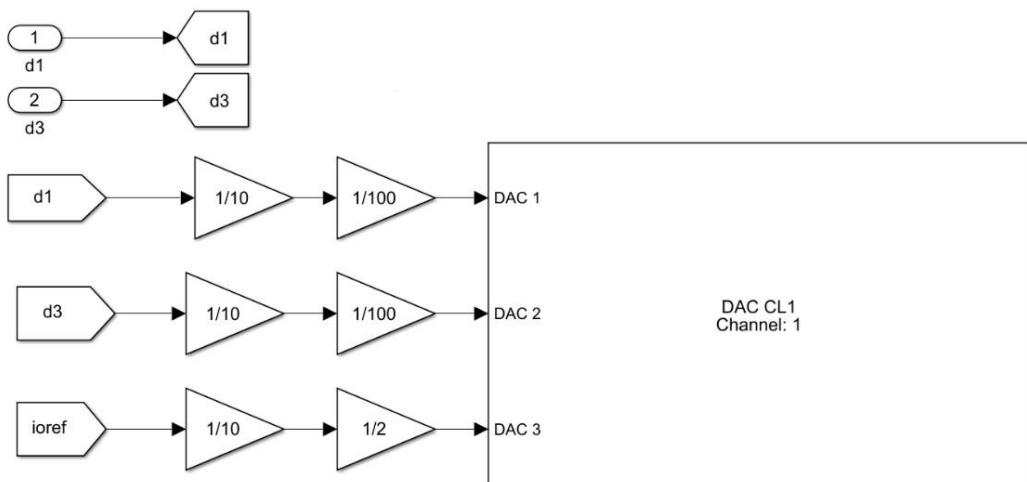 1
d1
d1
2
d3
d3
d1
1/10
1/100
DAC 1
d3
1/10
1/100
DAC 2
DAC CL1
Channel: 1
ioref
1/10
1/2
DAC 3